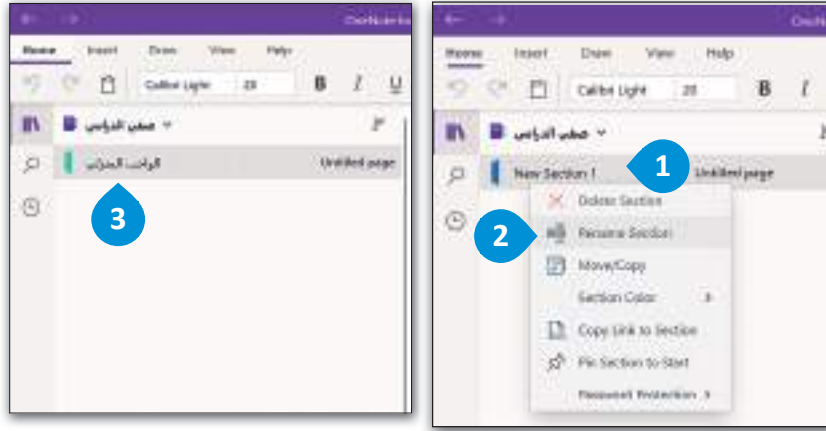 OneNote for
Home Insert Draw View Help
Calibri Light 20 B I U
صفي الدراسي
الواجب المنزلي Untitled page
3
OneN
Home Insert Draw View Help
Calibri Light 20 B I
صفي الدراسي
New Section 1 Untitled page
1
Delete Section
2
Rename Section
Move/Copy
Section Color
Copy Link to Section
Pin Section to Start
Password Protection